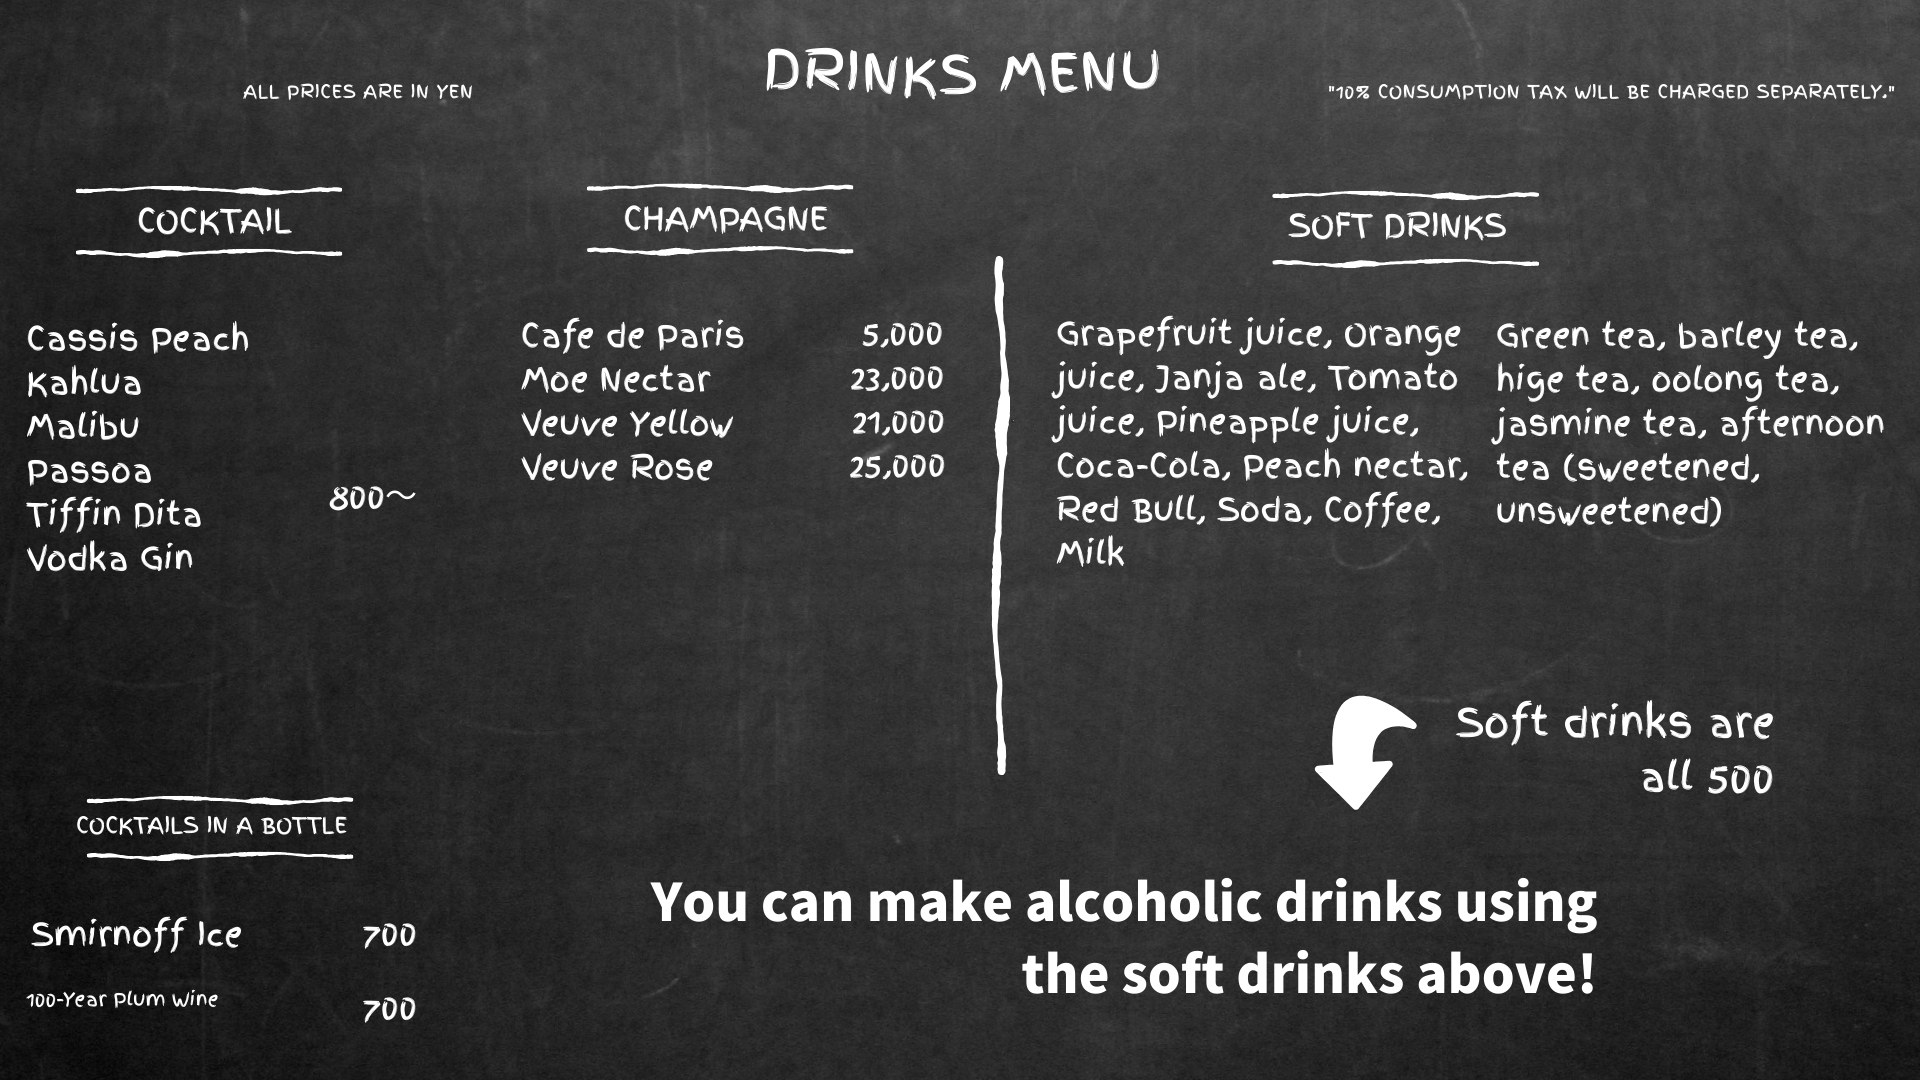 DRINKS MENU
ALL PRICES ARE IN YEN
"10% CONSUMPTION TAX WILL BE CHARGED SEPARATELY."
COCKTAIL
Cassis Peach
Kahlua
Malibu
Passoa
Tiffin Dita
Vodka Gin
800～
CHAMPAGNE
Cafe de Paris 5,000
Moe Nectar 23,000
Veuve Yellow 21,000
Veuve Rose 25,000
SOFT DRINKS
Grapefruit juice, Orange
juice, Janja ale, Tomato
juice, Pineapple juice,
Coca-Cola, Peach nectar,
Red Bull, Soda, Coffee,
Milk
Green tea, barley tea,
hige tea, oolong tea,
jasmine tea, afternoon
tea (sweetened,
unsweetened)
Soft drinks are
all 500
COCKTAILS IN A BOTTLE
Smirnoff Ice 700
100-Year Plum Wine 700
You can make alcoholic drinks using
the soft drinks above!